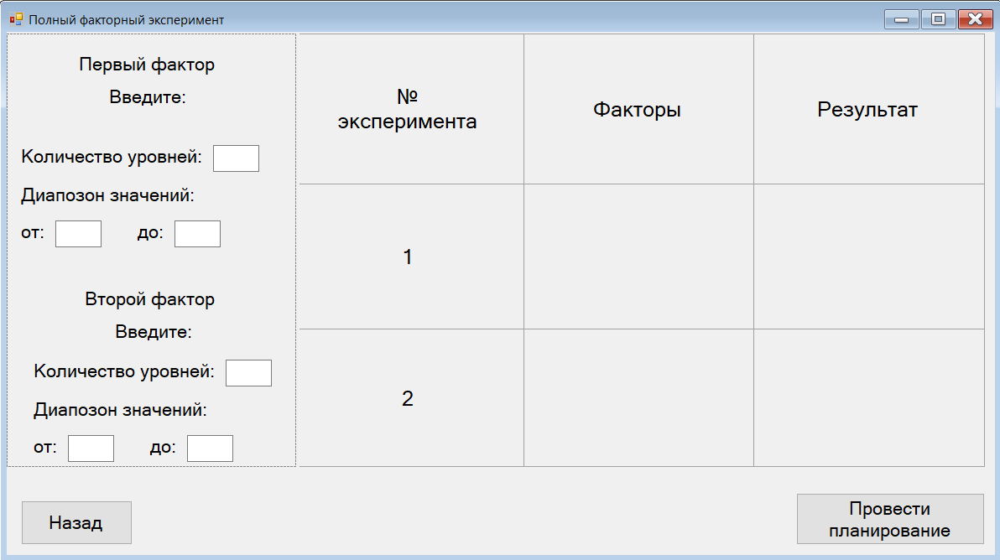 Полный факторный эксперимент
Первый фактор
Введите:
Количество уровней:
Диапозон значений:
от: до:
Второй фактор
Введите:
Количество уровней:
Диапозон значений:
от: до:
№
эксперимента
Факторы
Результат
1
2
Назад
Провести
планирование